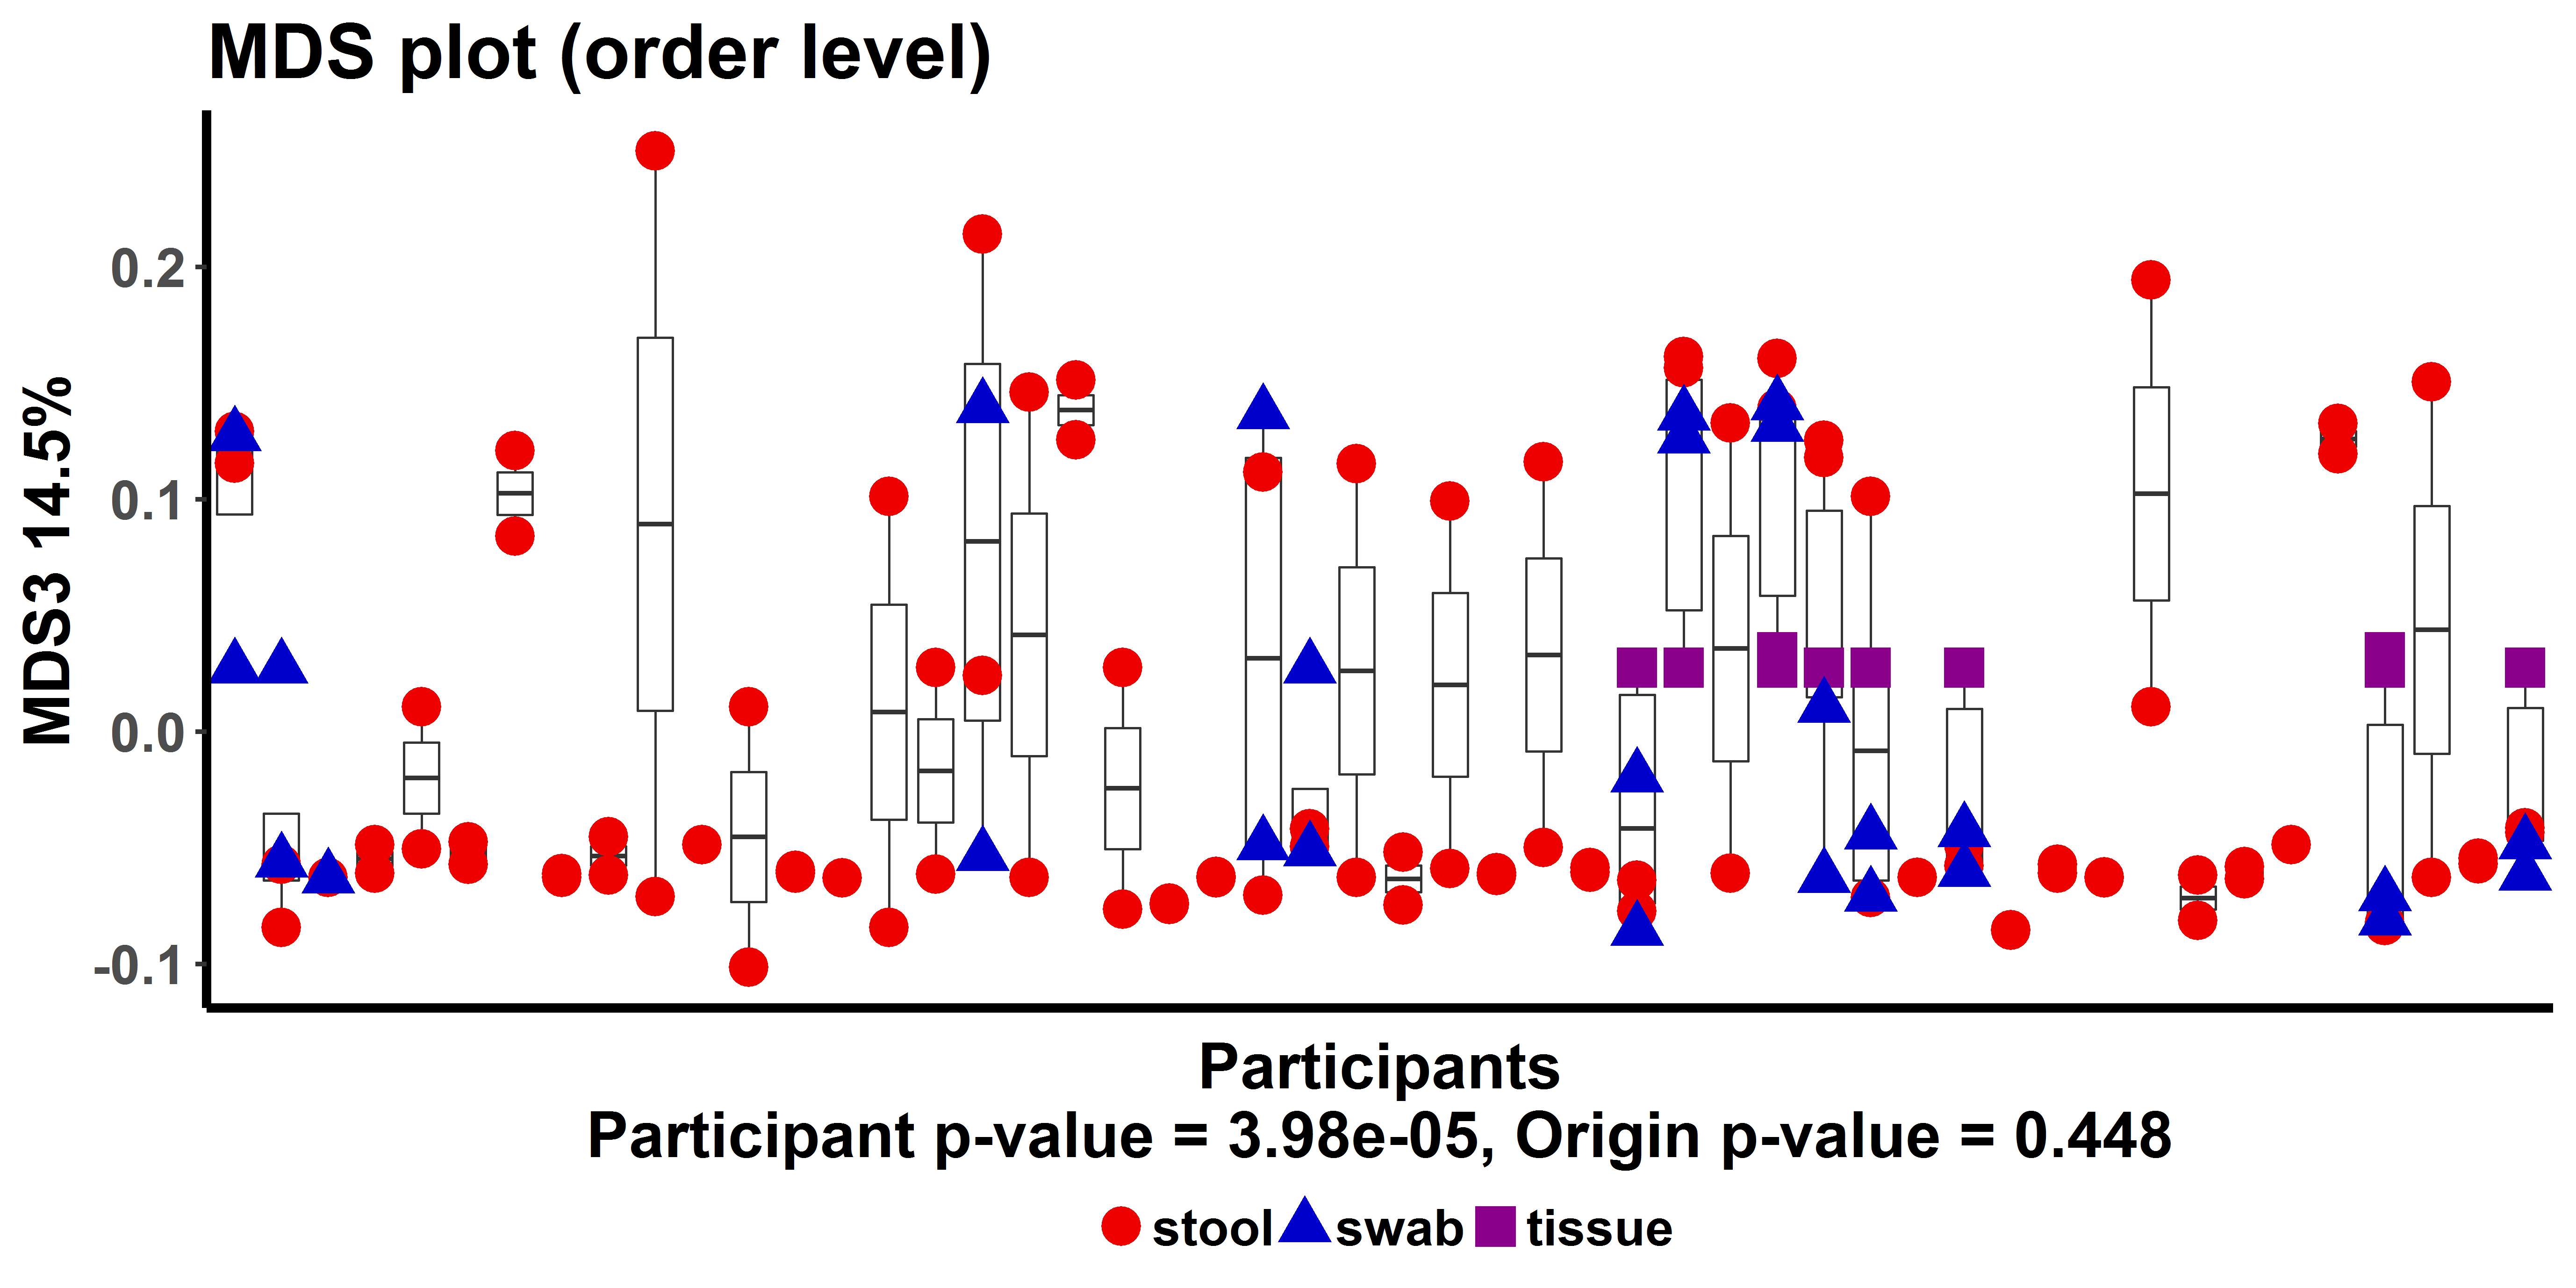 MDS plot (order level)
MDS3 14.5%
0.2
0.1
0.0
-0.1
Participants
Participant p-value = 3.98e-05, Origin p-value = 0.448
stool swab tissue